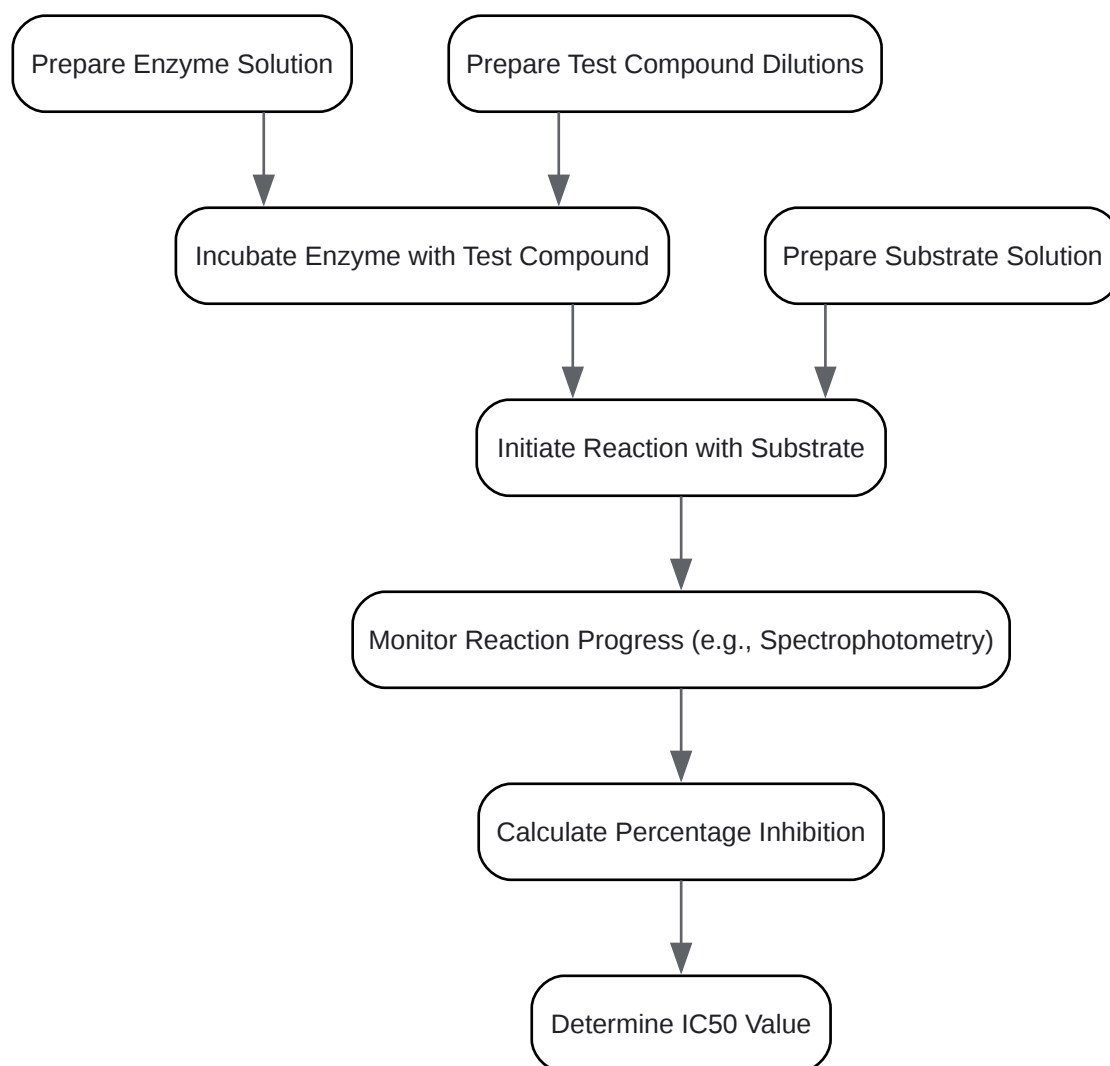 Prepare Enzyme Solution
Prepare Test Compound Dilutions
Incubate Enzyme with Test Compound
Prepare Substrate Solution
Initiate Reaction with Substrate
Monitor Reaction Progress (e.g., Spectrophotometry)
Calculate Percentage Inhibition
Determine IC50 Value